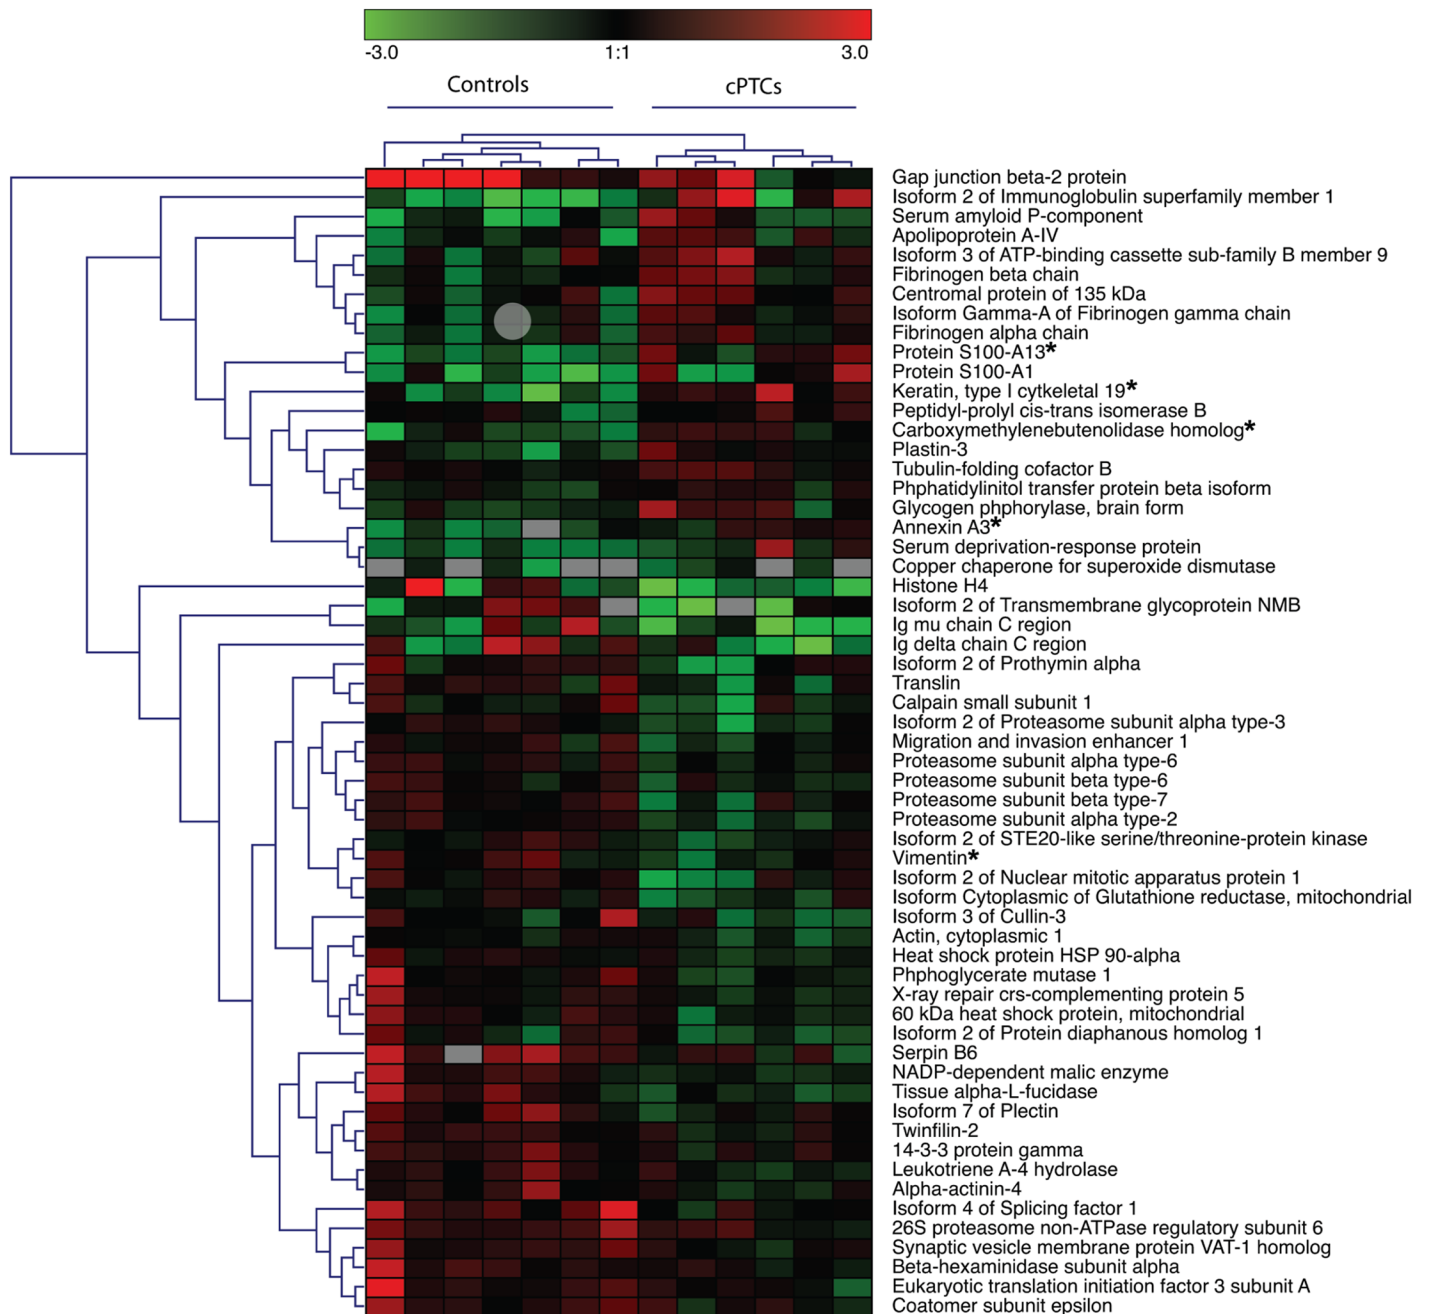 -3.0 1:1 3.0
Controls cPTCs
Gap junction beta-2 protein
Isoform 2 of Immunoglobulin superfamily member 1
Serum amyloid P-component
Apolipoprotein A-IV
Isoform 3 of ATP-binding cassette sub-family B member 9
Fibrinogen beta chain
Centromal protein of 135 kDa
Isoform Gamma-A of Fibrinogen gamma chain
Fibrinogen alpha chain
Protein S100-A13*
Protein S100-A1
Keratin, type I cytkeletal 19*
Peptidyl-prolyl cis-trans isomerase B
Carboxymethylenebutenolidase homolog*
Plastin-3
Tubulin-folding cofactor B
Phphatidylinitol transfer protein beta isoform
Glycogen phphorylase, brain form
Annexin A3*
Serum deprivation-response protein
Copper chaperone for superoxide dismutase
Histone H4
Isoform 2 of Transmembrane glycoprotein NMB
Ig mu chain C region
Ig delta chain C region
Isoform 2 of Prothymin alpha
Translin
Calpain small subunit 1
Isoform 2 of Proteasome subunit alpha type-3
Migration and invasion enhancer 1
Proteasome subunit alpha type-6
Proteasome subunit beta type-6
Proteasome subunit beta type-7
Proteasome subunit alpha type-2
Isoform 2 of STE20-like serine/threonine-protein kinase
Vimentin*
Isoform 2 of Nuclear mitotic apparatus protein 1
Isoform Cytoplasmic of Glutathione reductase, mitochondrial
Isoform 3 of Cullin-3
Actin, cytoplasmic 1
Heat shock protein HSP 90-alpha
Phphoglycerate mutase 1
X-ray repair crs-complementing protein 5
60 kDa heat shock protein, mitochondrial
Isoform 2 of Protein diaphanous homolog 1
Serpin B6
NADP-dependent malic enzyme
Tissue alpha-L-fucidase
Isoform 7 of Plectin
Twinfilin-2
14-3-3 protein gamma
Leukotriene A-4 hydrolase
Alpha-actinin-4
Isoform 4 of Splicing factor 1
26S proteasome non-ATPase regulatory subunit 6
Synaptic vesicle membrane protein VAT-1 homolog
Beta-hexaminidase subunit alpha
Eukaryotic translation initiation factor 3 subunit A
Coatomer subunit epsilon